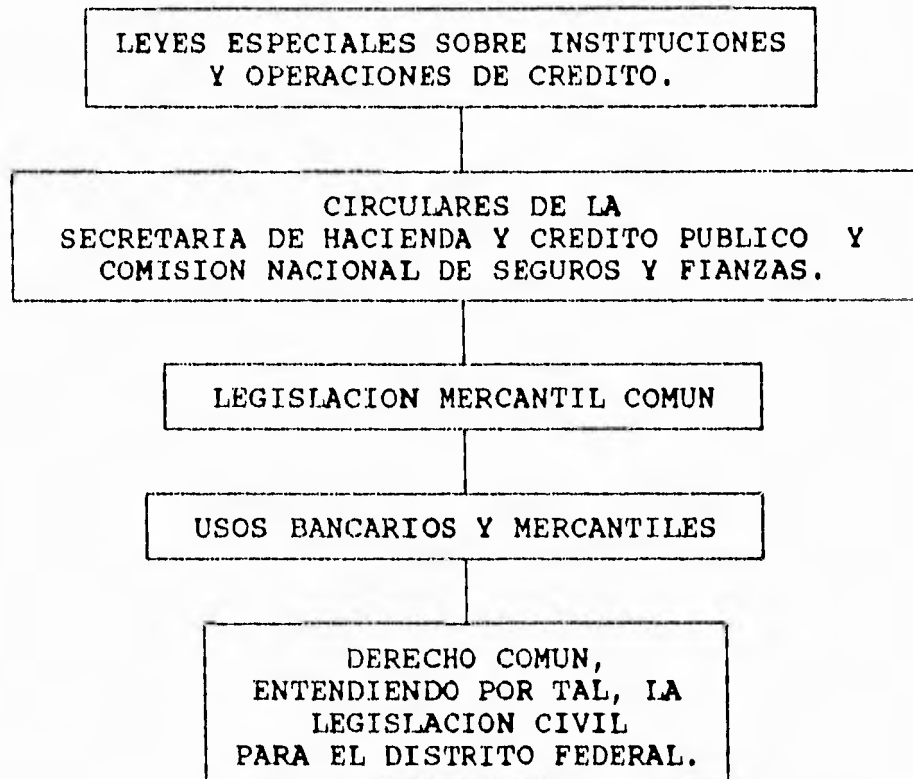 LEYES ESPECIALES SOBRE INSTITUCIONES
Y OPERACIONES DE CREDITO.
CIRCULARES DE LA
SECRETARIA DE HACIENDA Y CREDITO PUBLICO Y
COMISION NACIONAL DE SEGUROS Y FIANZAS.
LEGISLACION MERCANTIL COMUN
USOS BANCARIOS Y MERCANTILES
DERECHO COMUN,
ENTENDIENDO POR TAL, LA
LEGISLACION CIVIL
PARA EL DISTRITO FEDERAL.